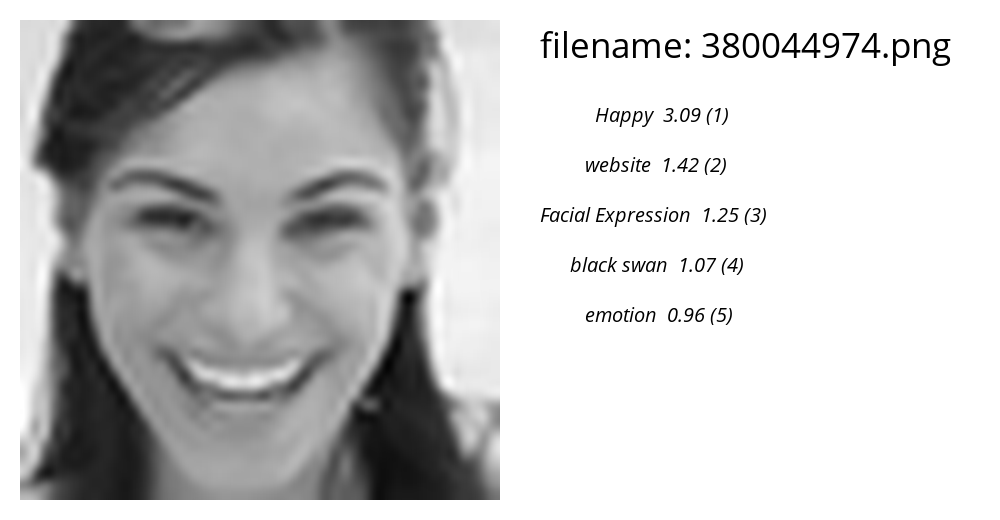 filename: 380044974.png
Happy 3.09 (1)
website 1.42 (2)
Facial Expression 1.25 (3)
black swan 1.07 (4)
emotion 0.96 (5)